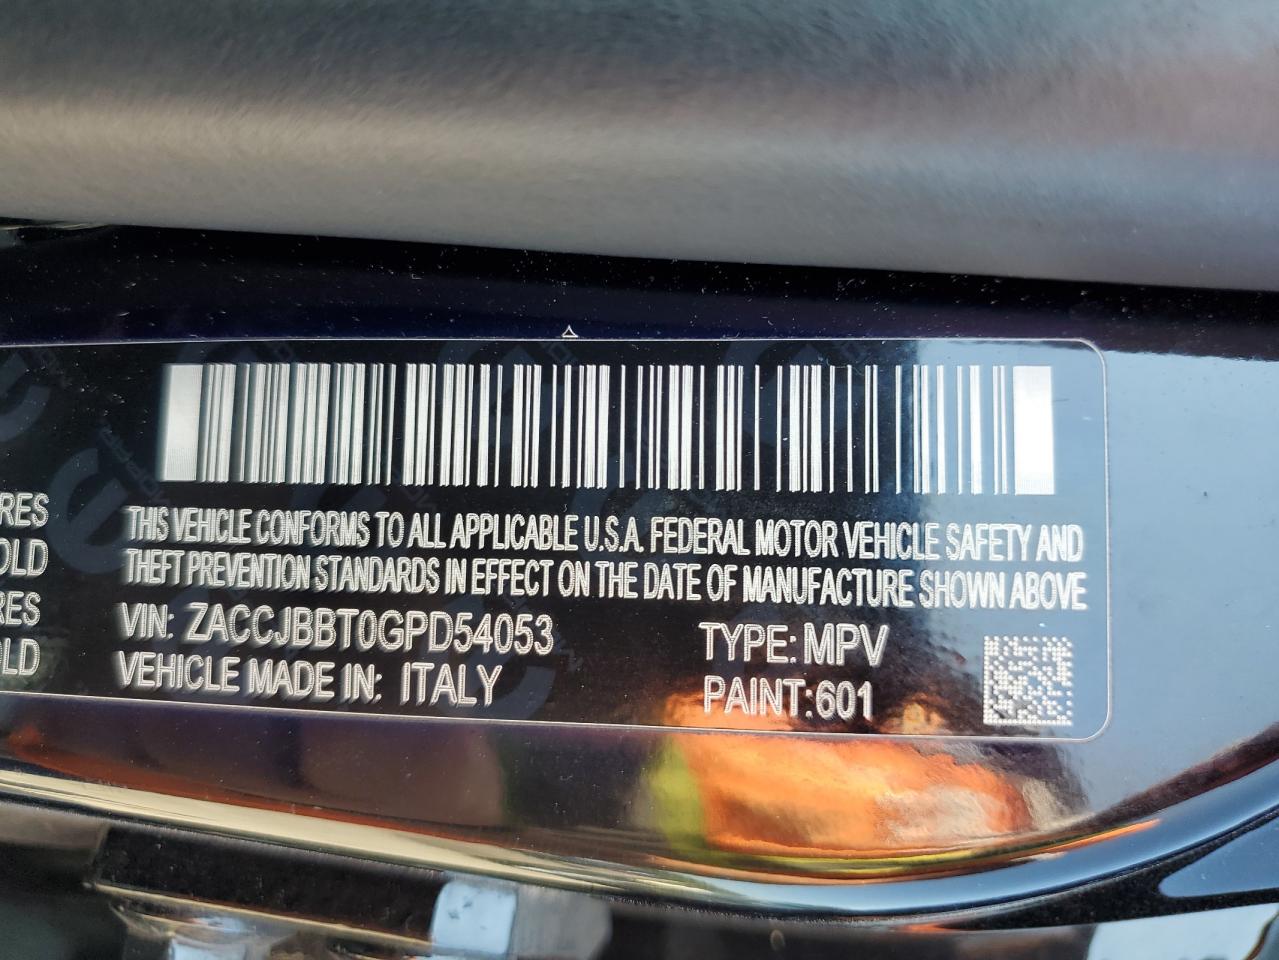 RES
OLD
RES
LD
THIS VEHICLE CONFORMS TO ALL APPLICABLE U.S.A. FEDERAL MOTOR VEHICLE SAFETY AND
THEFT PREVENTION STANDARDS IN EFFECT ON THE DATE OF MANUFACTURE SHOWN ABOVE
VIN: ZACCJBBT0GPD54053
TYPE: MPV
VEHICLE MADE IN: ITALY
PAINT:601